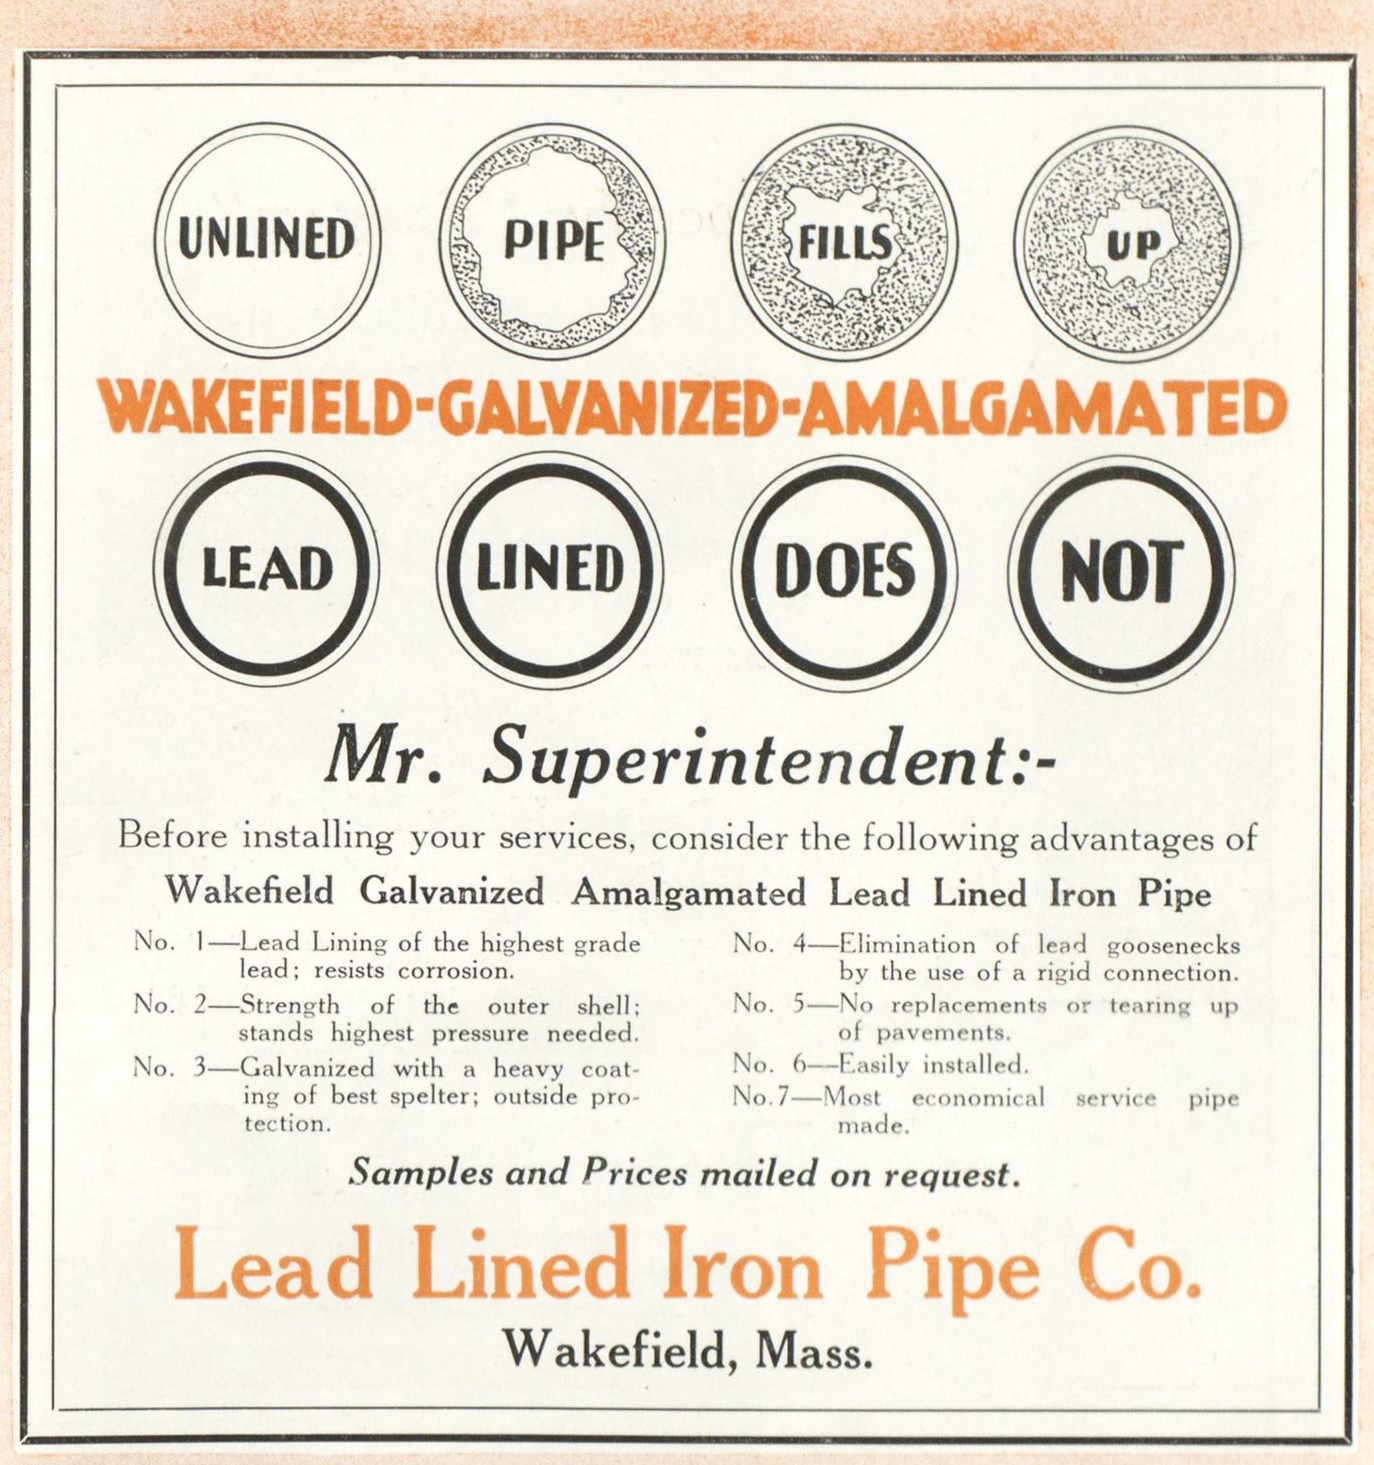 UNLINED PIPE FILLS UP
WAKEFIELD-GALVANIZED-AMALGAMATED
LEAD LINED DOES NOT
Mr. Superintendent:-
Before installing your services, consider the following advantages of
Wakefield Galvanized Amalgamated Lead Lined Iron Pipe
No. 1—Lead Lining of the highest grade
lead; resists corrosion.
No. 2—Strength of the outer shell;
stands highest pressure needed.
No. 3—Galvanized with a heavy coat-
ing of best spelter; outside pro-
tection.
No. 4—Elimination of lead goosenecks
by the use of a rigid connection.
No. 5—No replacements or tearing up
of pavements.
No. 6—Easily installed.
No. 7—Most economical service pipe
made.
Samples and Prices mailed on request.
Lead Lined Iron Pipe Co.
Wakefield, Mass.